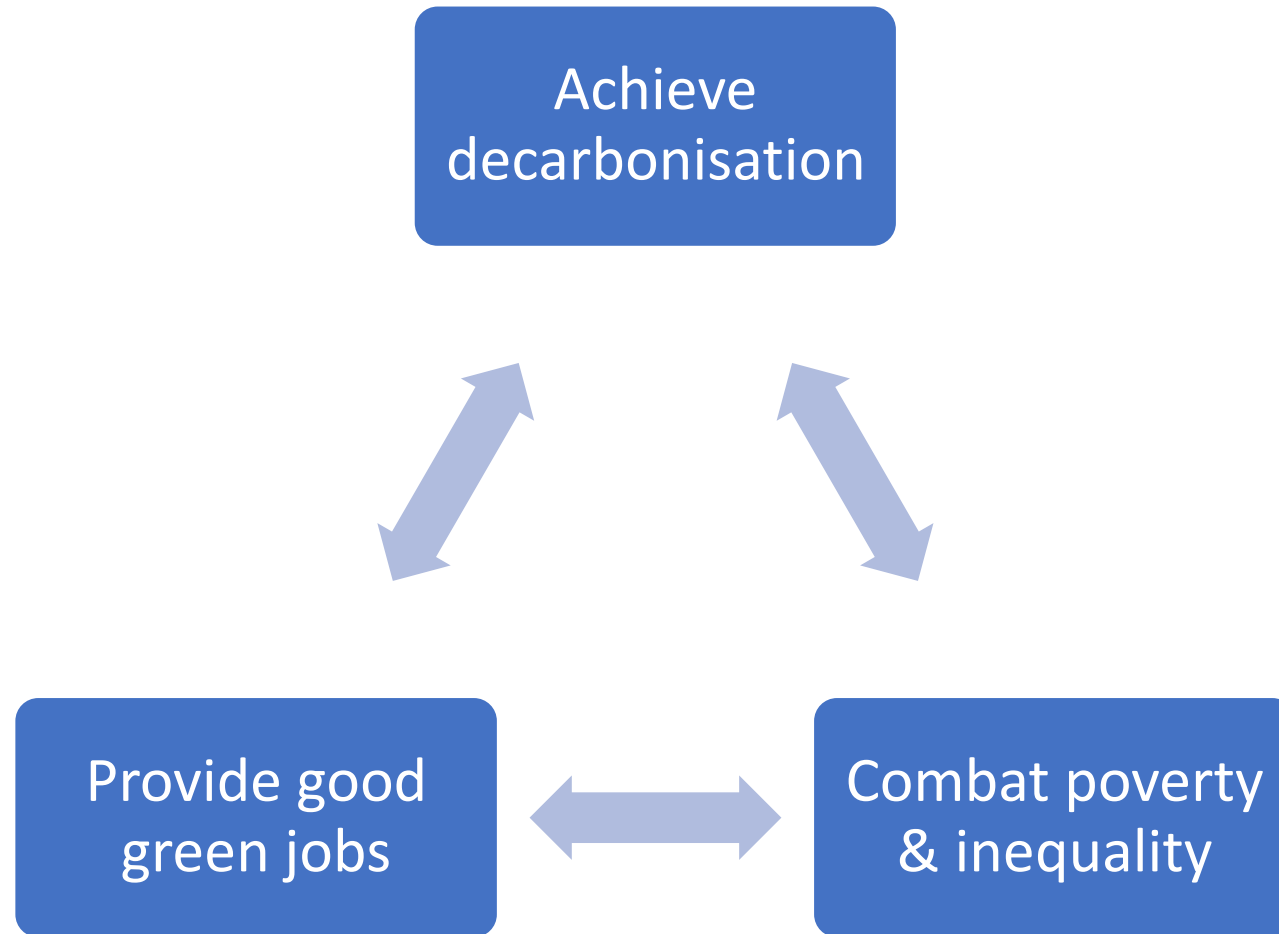 Achieve
decarbonisation
Provide good
green jobs
Combat poverty
& inequality